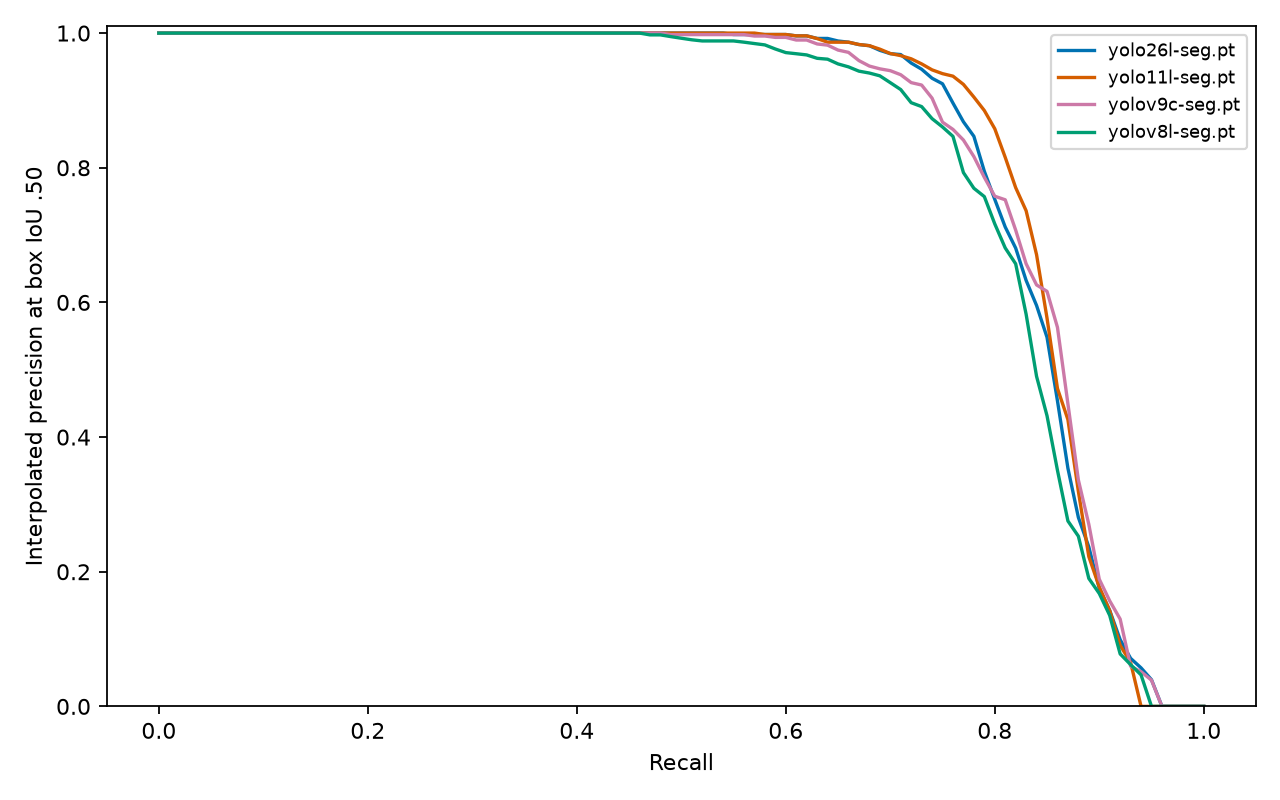 1.0
0.8
0.6
0.4
0.2
0.0
Interpolated precision at box IoU .50
0.0 0.2 0.4 0.6 0.8 1.0
Recall
yolo26l-seg.pt
yolo11l-seg.pt
yolov9c-seg.pt
yolov8l-seg.pt